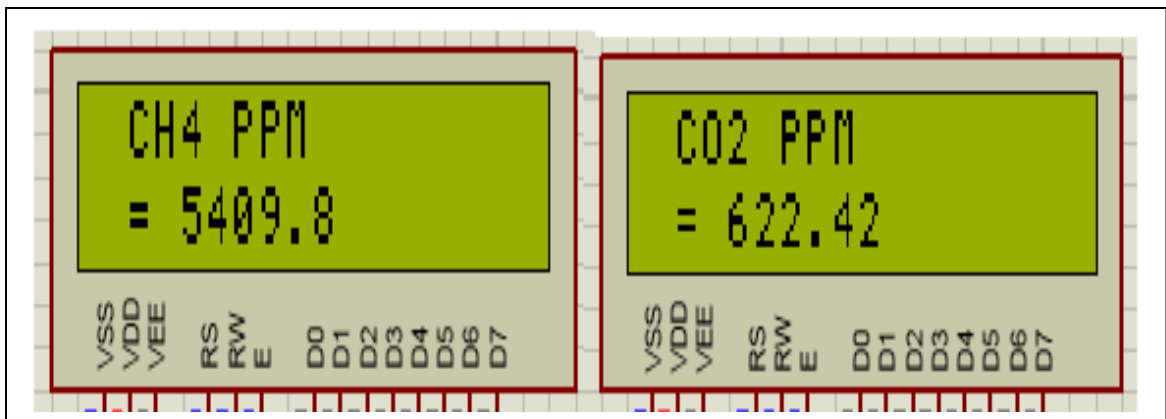 CH4 PPM
= 5409.8
VSS
VDD
VEE
RS
RW
E
D0
D1
D2
D3
D4
D5
D6
D7
CO2 PPM
= 622.42
VSS
VDD
VEE
RS
RW
E
D0
D1
D2
D3
D4
D5
D6
D7